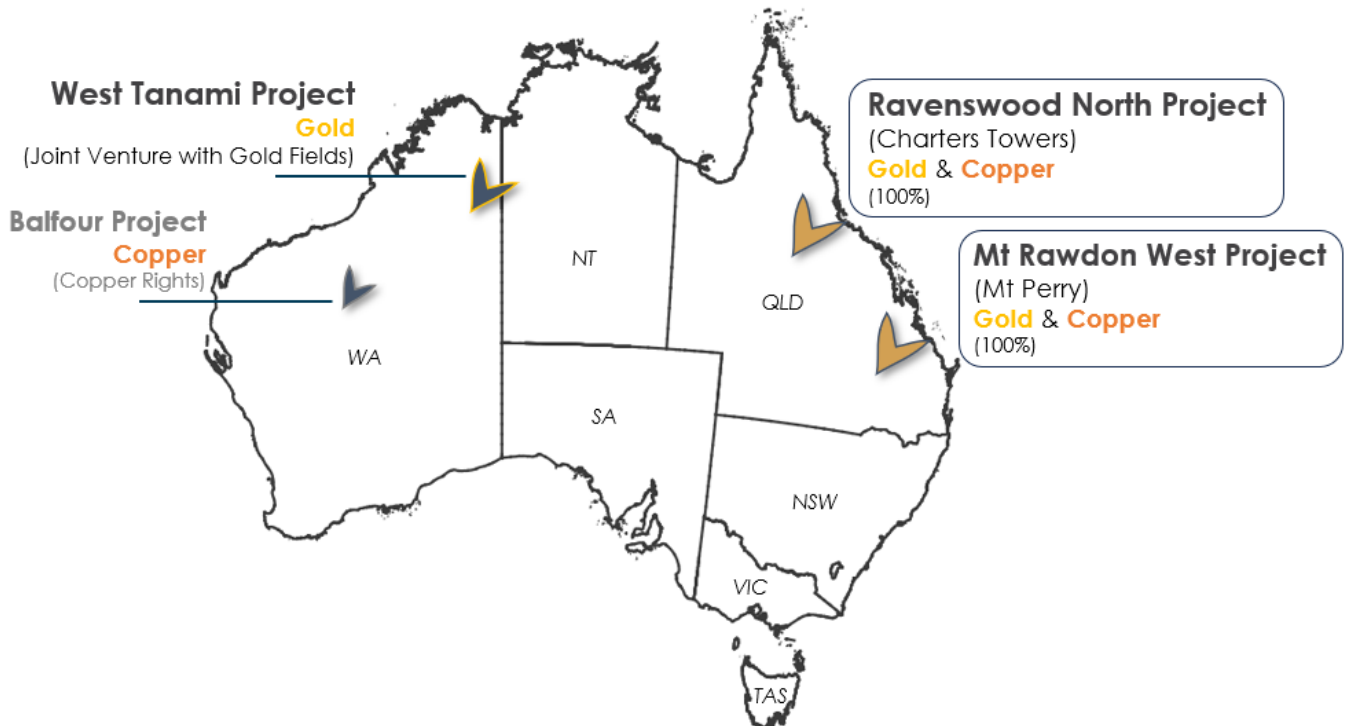 West Tanami Project
Gold
(Joint Venture with Gold Fields)
Balfour Project
Copper
(Copper Rights)
Ravenswood North Project
(Charters Towers)
Gold & Copper
(100%)
Mt Rawdon West Project
(Mt Perry)
Gold & Copper
(100%)
NT
QLD
WA
SA
NSW
VIC
TAS